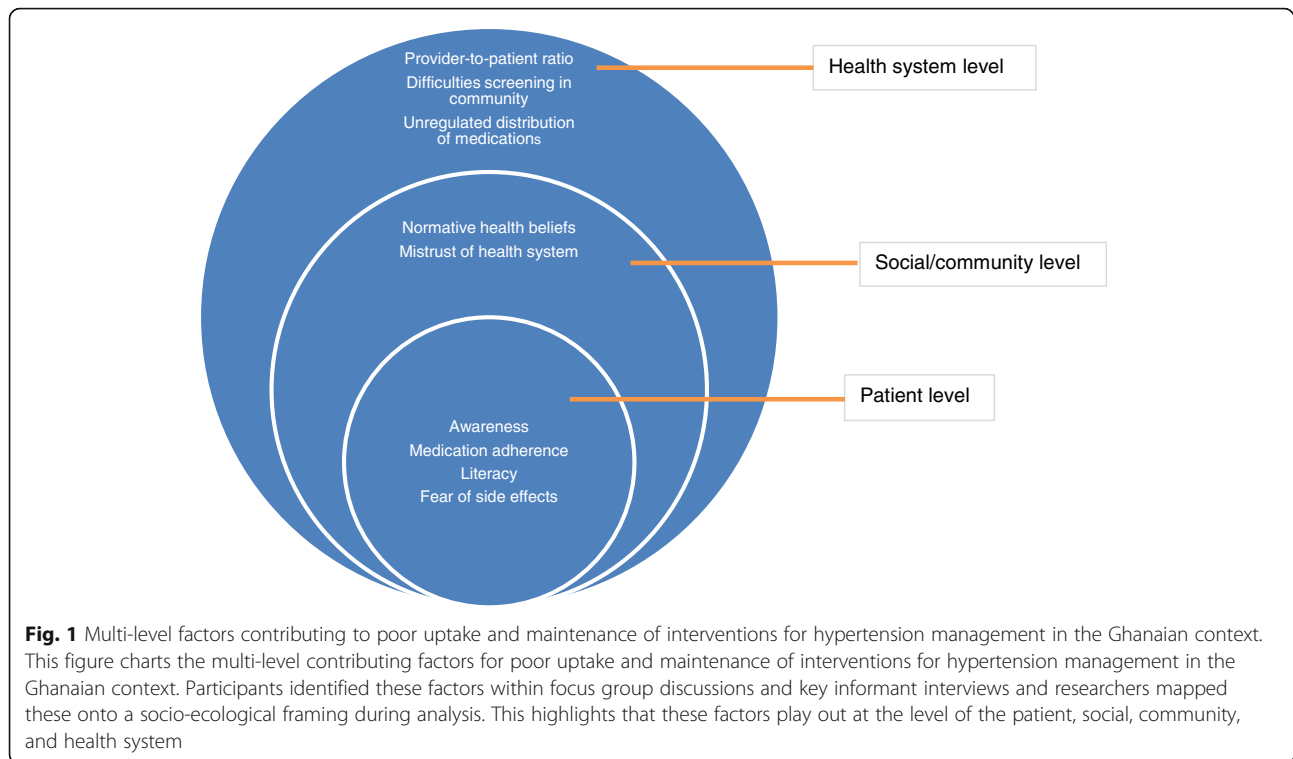 Provider-to-patient ratio
Difficulties screening in
community
Unregulated distribution
of medications
Health system level
Normative health beliefs
Mistrust of health system
Social/community level
Patient level
Awareness
Medication adherence
Literacy
Fear of side effects
Fig. 1 Multi-level factors contributing to poor uptake and maintenance of interventions for hypertension management in the Ghanaian context.
This figure charts the multi-level contributing factors for poor uptake and maintenance of interventions for hypertension management in the
Ghanaian context. Participants identified these factors within focus group discussions and key informant interviews and researchers mapped
these onto a socio-ecological framing during analysis. This highlights that these factors play out at the level of the patient, social, community,
and health system